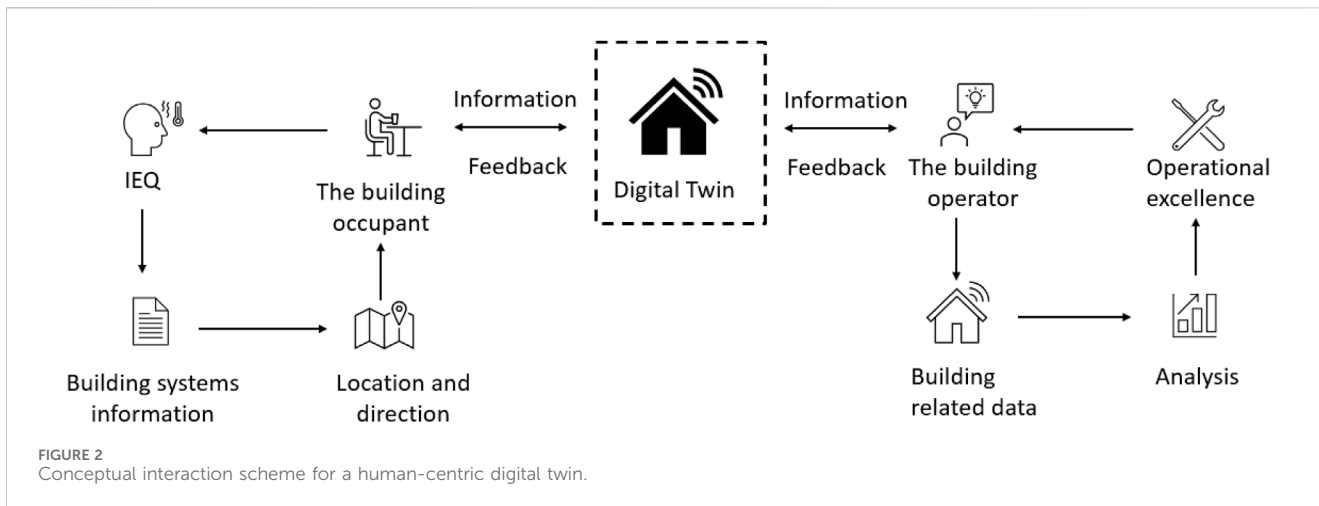 Information
Feedback
Information
Feedback
IEQ
The building
occupant
Digital Twin
The building
operator
Operational
excellence
Building systems
information
Location and
direction
Building
related data
Analysis
FIGURE 2
Conceptual interaction scheme for a human-centric digital twin.